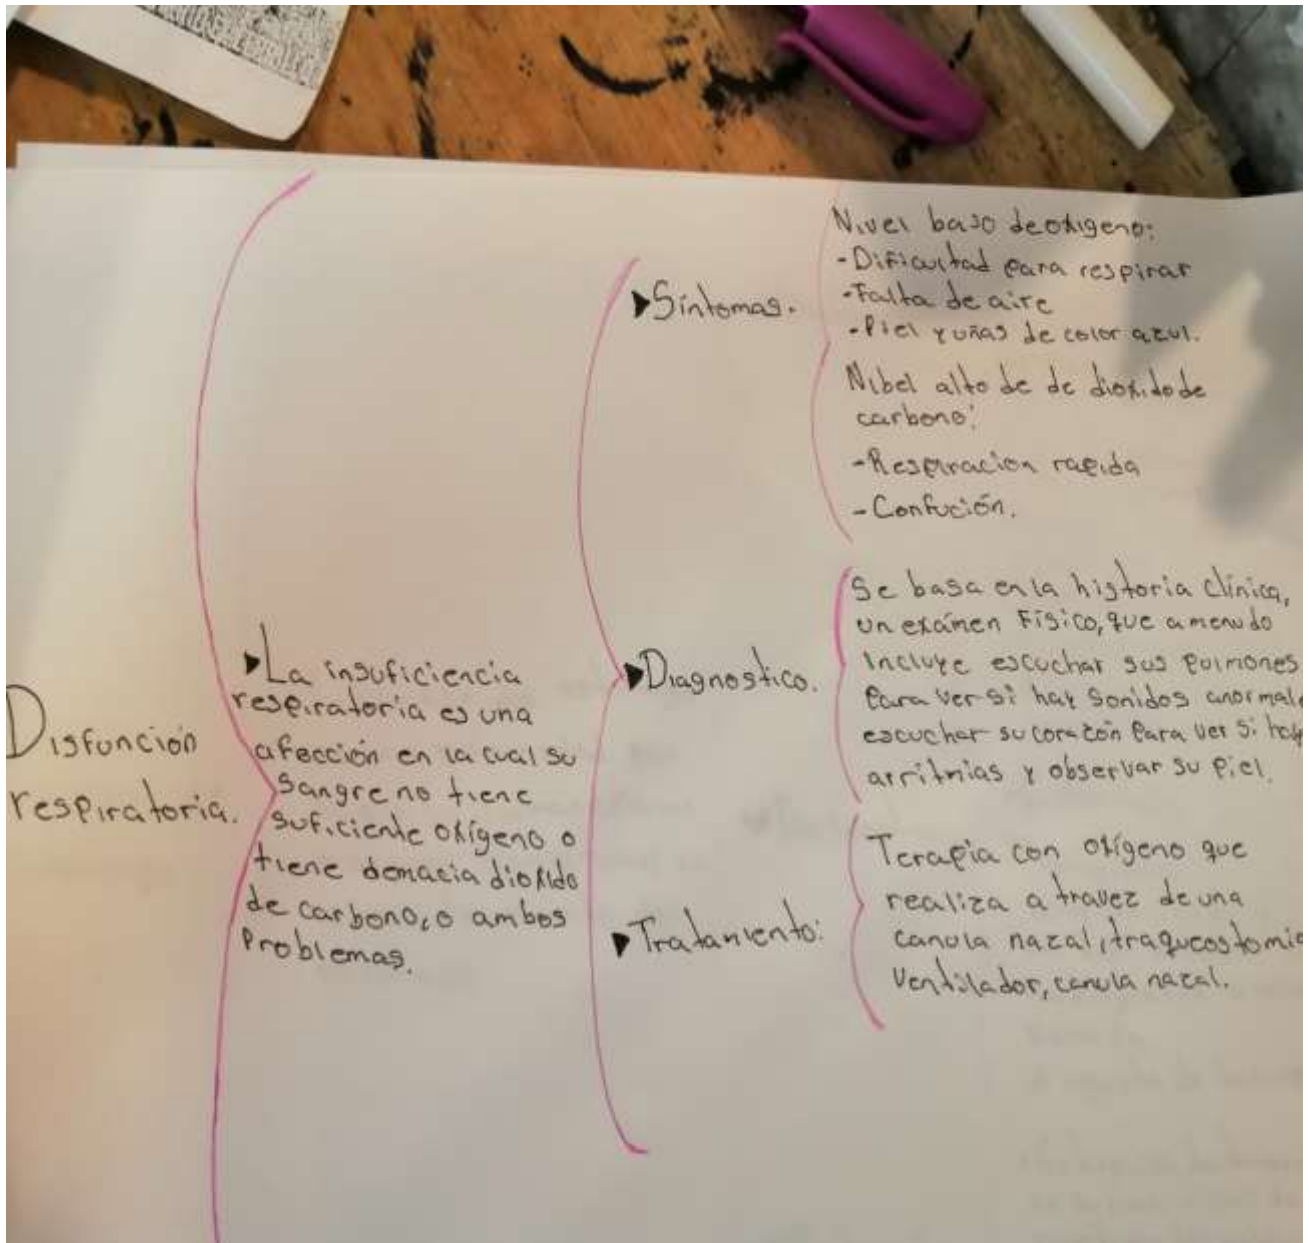 Disfunción
respiratoria.
▶La insuficiencia
respiratoria es una
afección en la cual su
sangre no tiene
suficiente oxígeno o
tiene demacia dioxido
de carbono, o ambos
problemas.
▶Síntomas.
Nivel bajo de oxigeno:
-Dificultad para respirar
-Falta de aire
-Piel y uñas de color azul.
Nibel alto de de dioxido de
carbono:
-Respiracion rapida
-Confución.
▶Diagnostico.
Se basa en la historia clínica,
un exámen Físico, que a menudo
incluye escuchar sus pulmones
para ver si hay sonidos anormale
escuchar su corazón para ver si hay
arritmias y observar su piel.
▶Tratamiento:
Terapia con oxígeno que
realiza a travez de una
canula nazal, traqueostomia
ventilador, canula nazal.